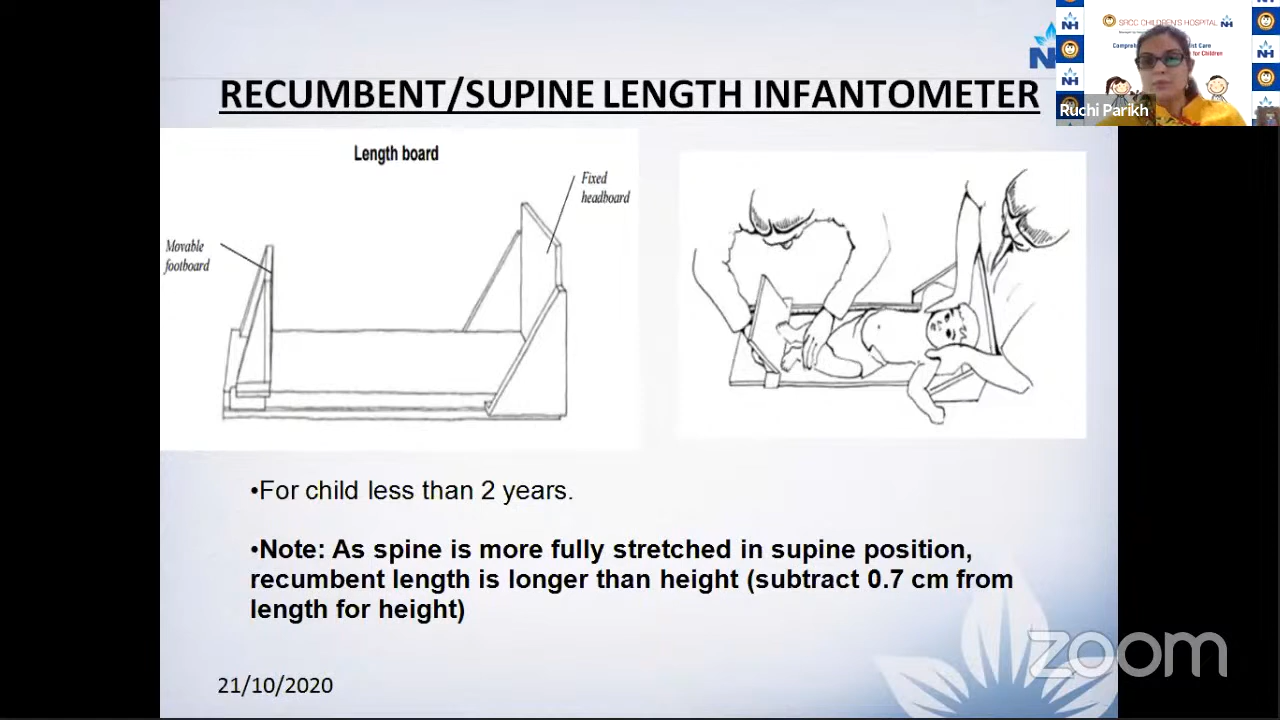 RECUMBENT/SUPINE LENGTH INFANTOMETER
Length board
Fixed
headboard
Movable
footboard
•For child less than 2 years.
•Note: As spine is more fully stretched in supine position,
recumbent length is longer than height (subtract 0.7 cm from
length for height)
21/10/2020
zoom
SRCC CHILDREN'S HOSPITAL
NH
Ruchi Parikh